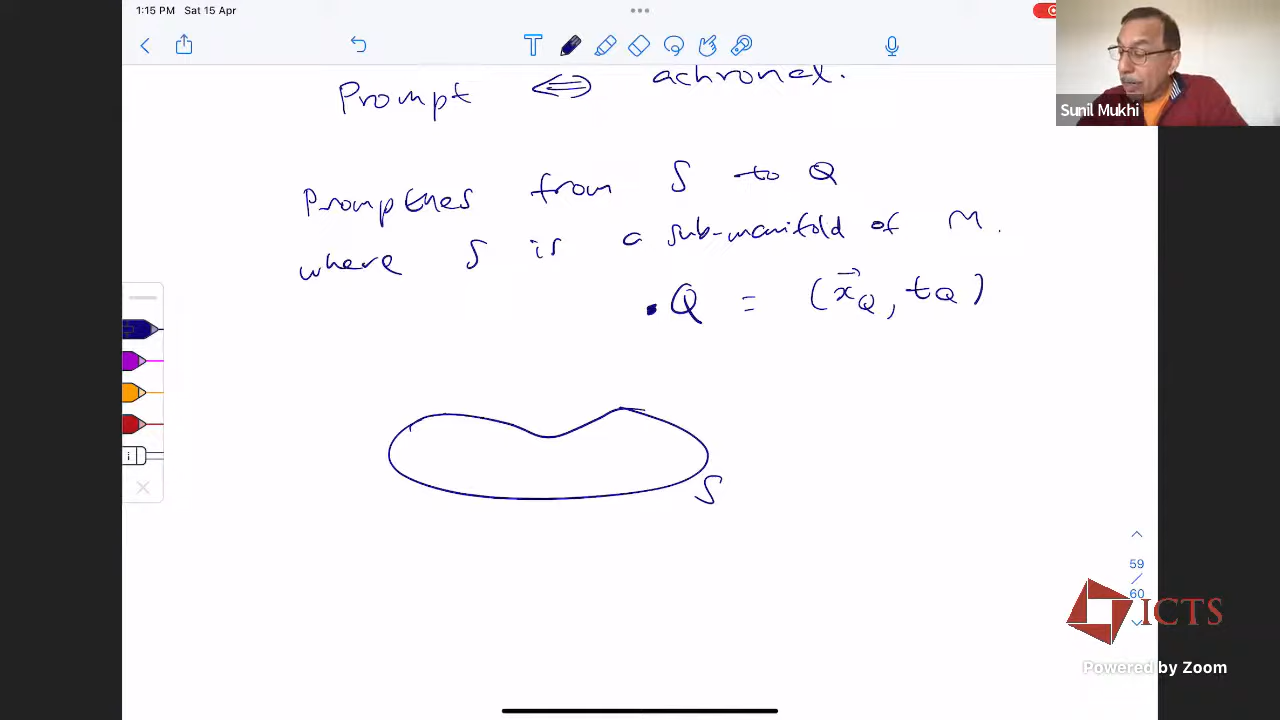 1:15 PM Sat 15 Apr
Sunil Mukhi
Prompt ⟺ achronal.
Promptness from S to Q
where S is a sub-manifold of M.
• Q = (x⃗_Q, t_Q)
S
59
/
60
ICTS
Powered by Zoom